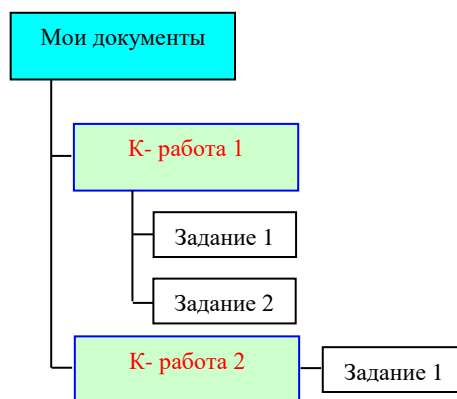 Мои документы
К- работа 1
Задание 1
Задание 2
К- работа 2
Задание 1